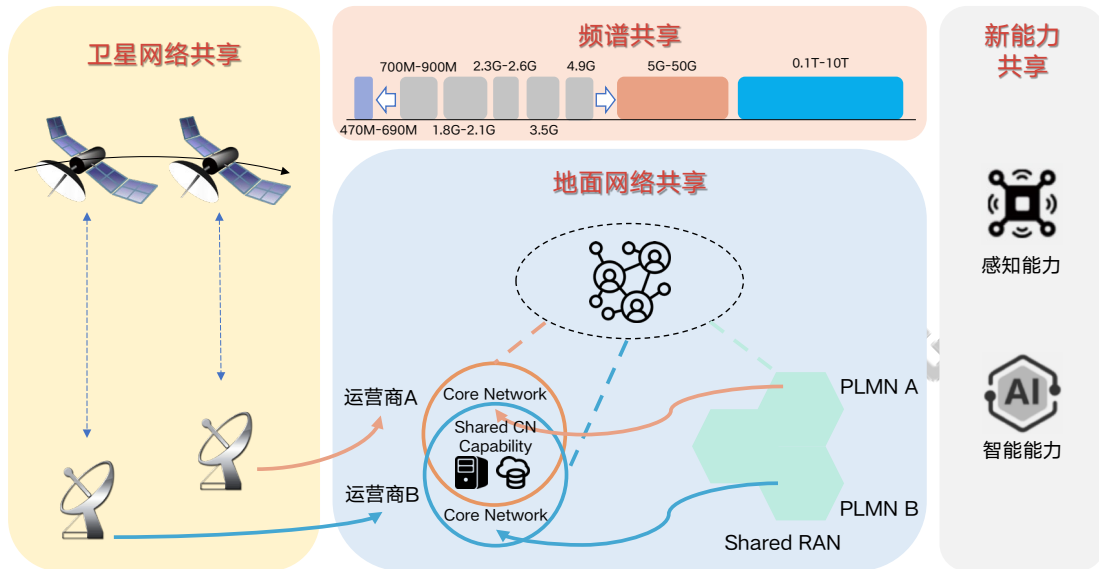 卫星网络共享
频谱共享
700M-900M
2.3G-2.6G
4.9G
5G-50G
0.1T-10T
470M-690M
1.8G-2.1G
3.5G
地面网络共享
运营商A
Core Network
Shared CN
Capability
运营商B
Core Network
PLMN A
PLMN B
Shared RAN
新能力
共享
感知能力
AI
智能能力